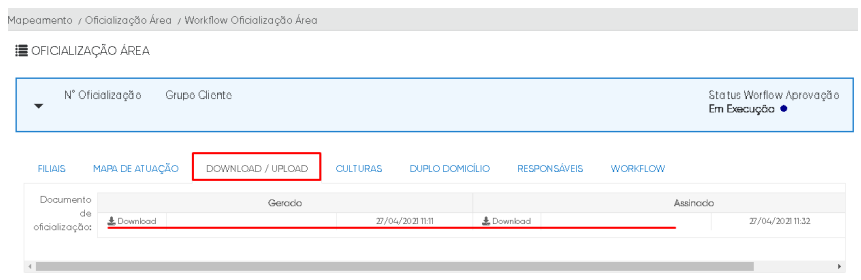 Mapeamento / Oficialização Área / Workflow Oficialização Área
OFICIALIZAÇÃO ÁREA
N° Oficialização Grupo Cliente Status Worflow Aprovação
Em Execução
FILIAIS MAPA DE ATUAÇÃO DOWNLOAD / UPLOAD CULTURAS DUPLO DOMICÍLIO RESPONSÁVEIS WORKFLOW
Documento de oficialização:
Gerado Assinado
Download 27/04/2021 11:11 Download 27/04/2021 11:32